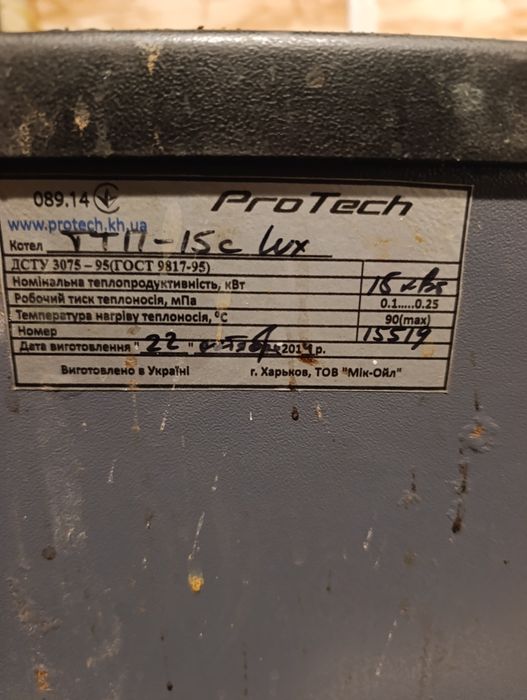 089.14 ProTech
www.protech.kh.ua
Котел ТТП-15с Lux
ДСТУ 3075-95(ГОСТ 9817-95)
Номінальна теплопродуктивність, кВт 15 кВт
Робочий тиск теплоносія, мПа 0.1.....0.25
Температура нагріву теплоносія, °С 90(max)
Номер 15519
Дата виготовлення "22" 2014 р.
Виготовлено в Україні г. Харьков, ТОВ "Мік-Ойл"